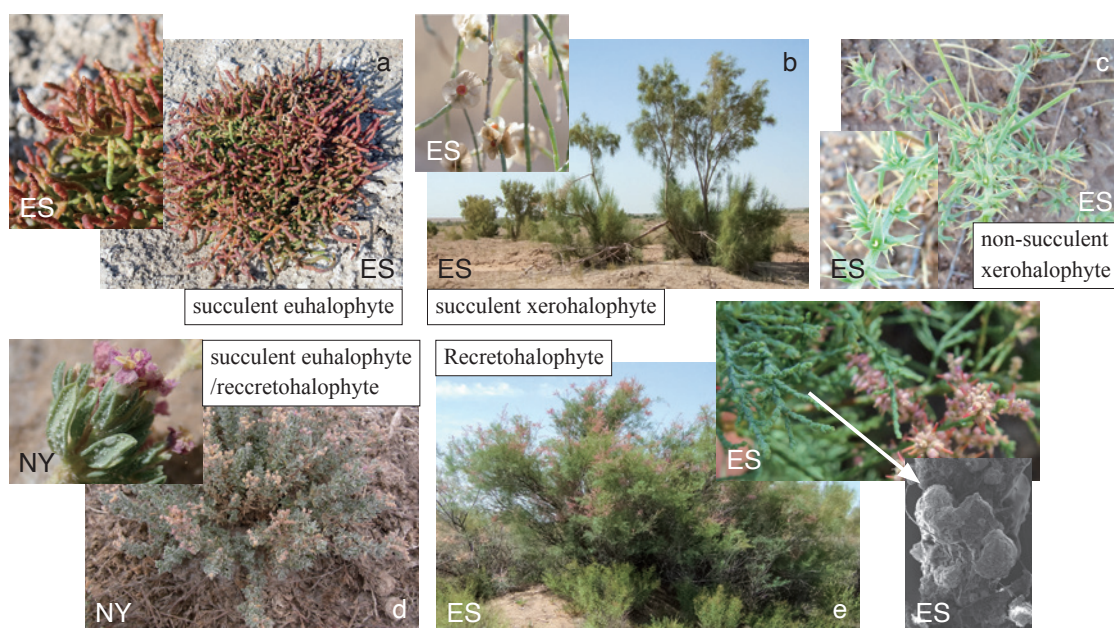 a
ES
ES
succulent euhalophyte
b
ES
ES
succulent xerohalophyte
c
ES
ES
non-succulent
xerohalophyte
succulent euhalophyte
/reccretohalophyte
NY
NY
d
Recretohalophyte
ES
e
ES
ES